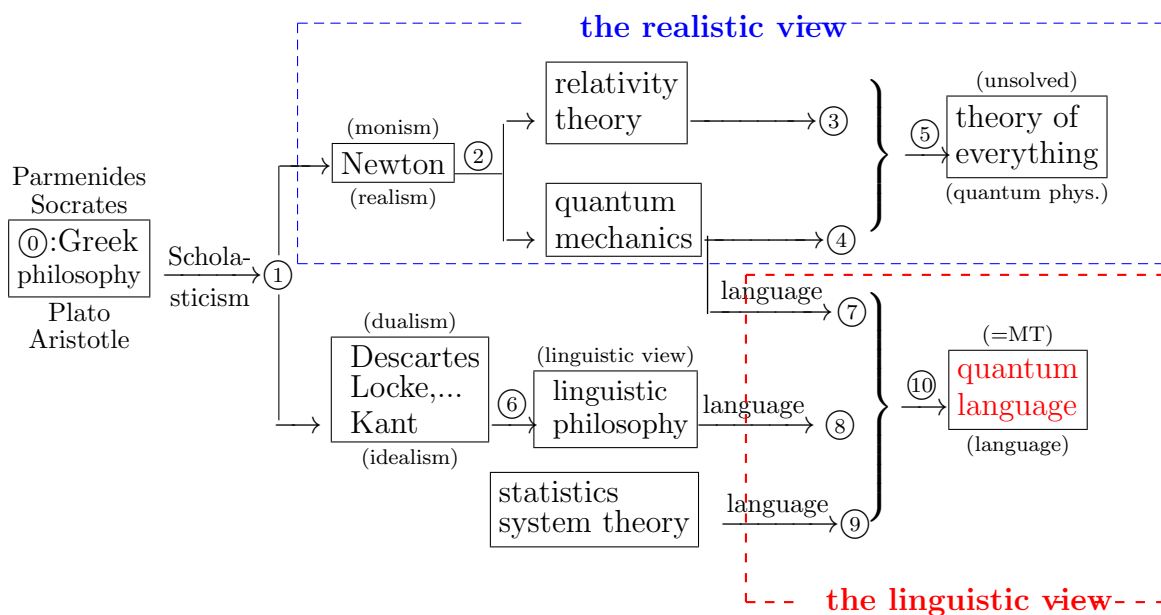 the realistic view
Parmenides
Socrates
⓪:Greek
philosophy
Plato
Aristotle
Schola-
sticism
①
(monism)
Newton
(realism)
②
relativity
theory
③
quantum
mechanics
④
⑤
(unsolved)
theory of
everything
(quantum phys.)
(dualism)
Descartes
Locke,...
Kant
(idealism)
⑥
(linguistic view)
linguistic
philosophy
statistics
system theory
language
⑦
language
⑧
language
⑨
⑩
(=MT)
quantum
language
(language)
the linguistic view